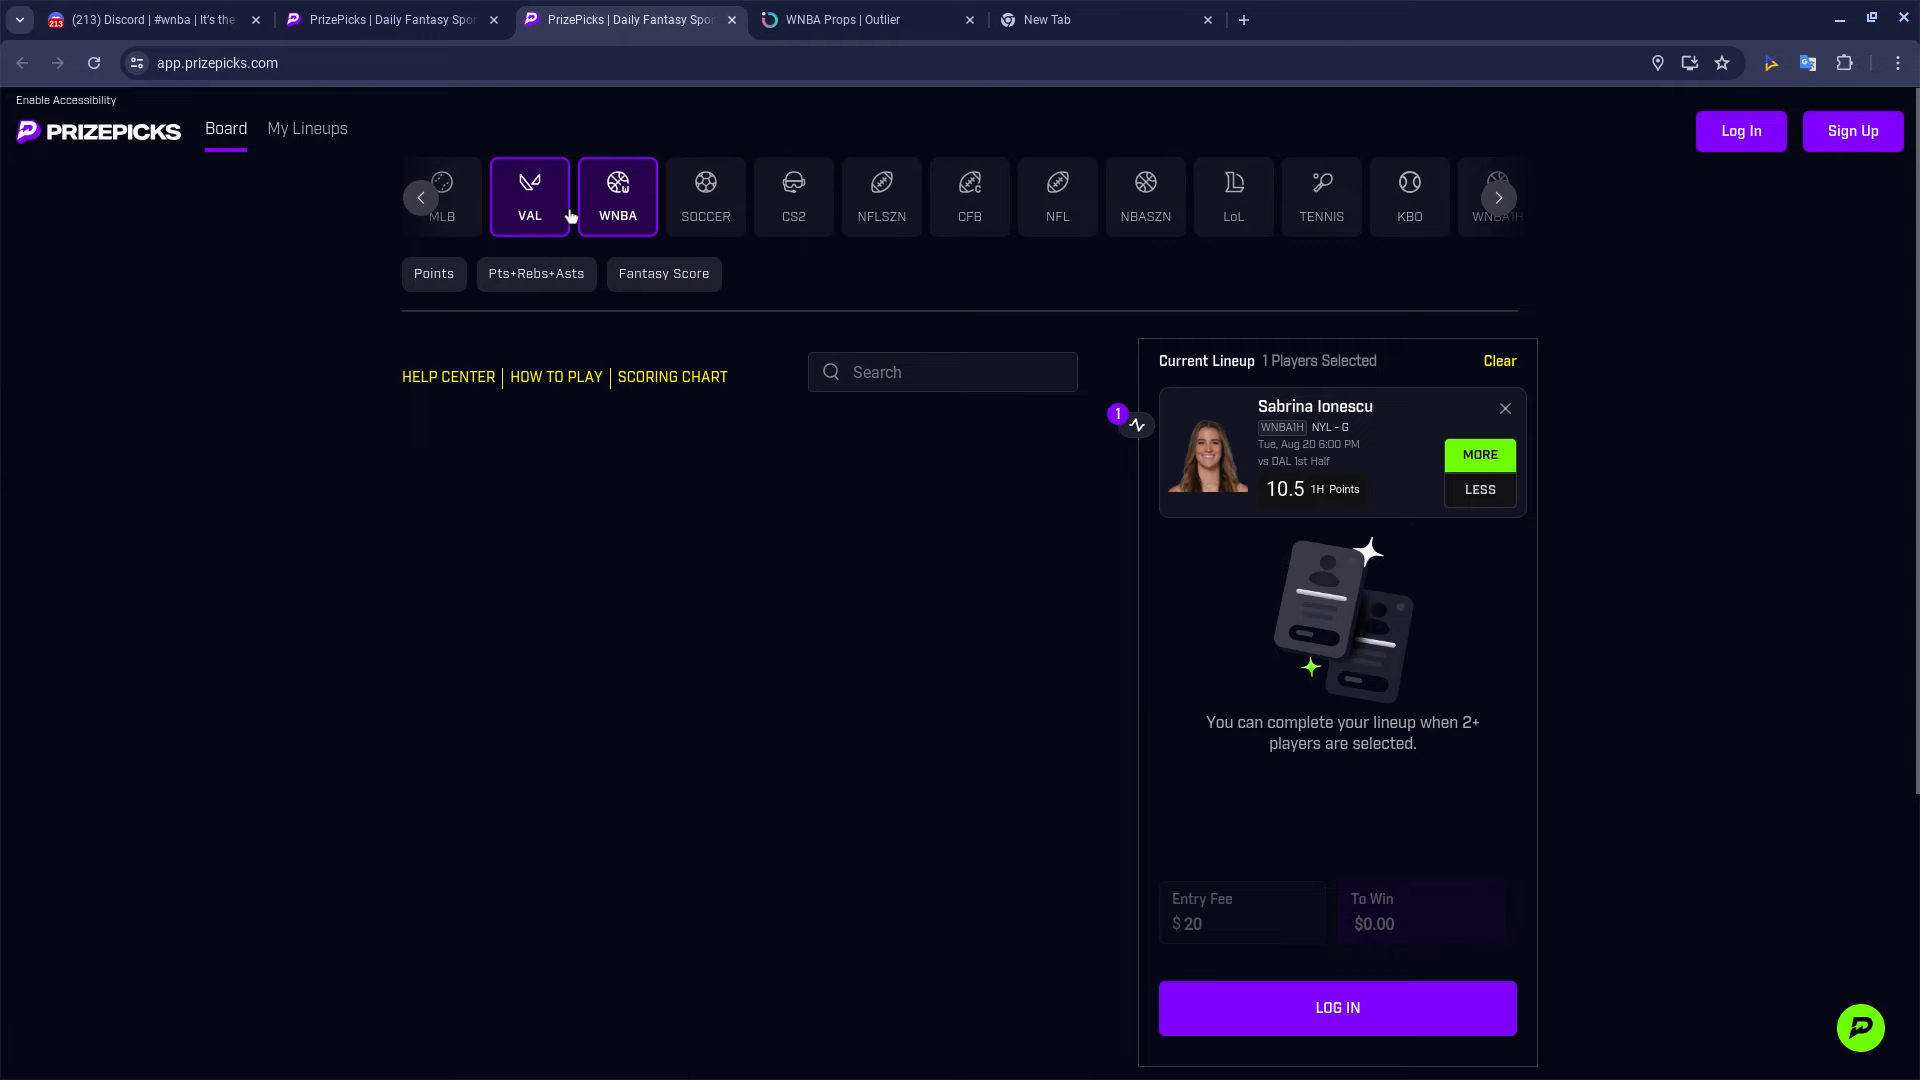 (213) Discord | #wnba | It's the
PrizePicks | Daily Fantasy Spor
PrizePicks | Daily Fantasy Spor
WNBA Props | Outlier
New Tab
app.prizepicks.com
Enable Accessibility
PRIZEPICKS
Board
My Lineups
Log In
Sign Up
MLB
VAL
WNBA
SOCCER
CS2
NFLSZN
CFB
NFL
NBASZN
LoL
TENNIS
KBO
WNBA1H
Points
Pts+Rebs+Asts
Fantasy Score
HELP CENTER
HOW TO PLAY
SCORING CHART
Search
Current Lineup 1 Players Selected
Clear
1
Sabrina Ionescu
WNBA1H NYL - G
Tue, Aug 20 6:00 PM
vs DAL 1st Half
10.5 1H Points
MORE
LESS
You can complete your lineup when 2+
players are selected.
Entry Fee
$ 20
To Win
$0.00
LOG IN